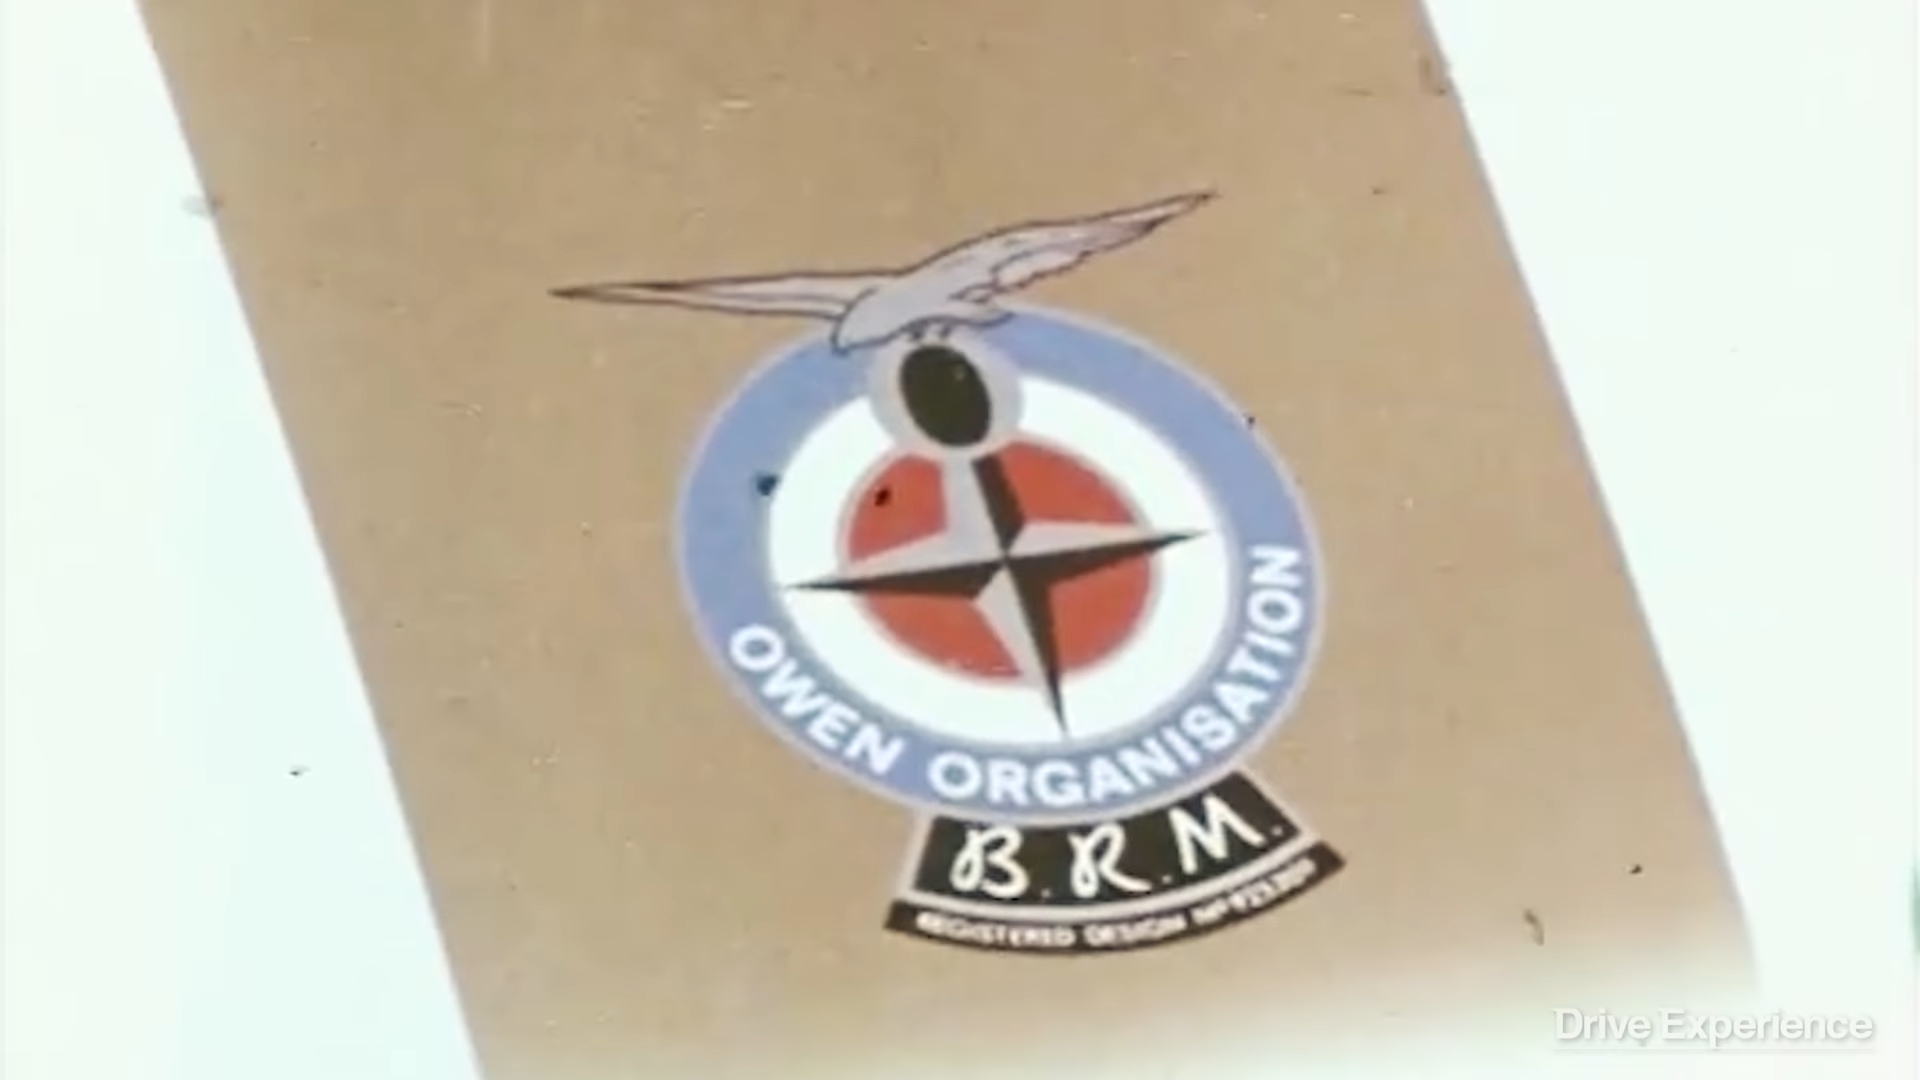 OWEN ORGANISATION
B.R.M.
REGISTERED DESIGN
Drive Experience